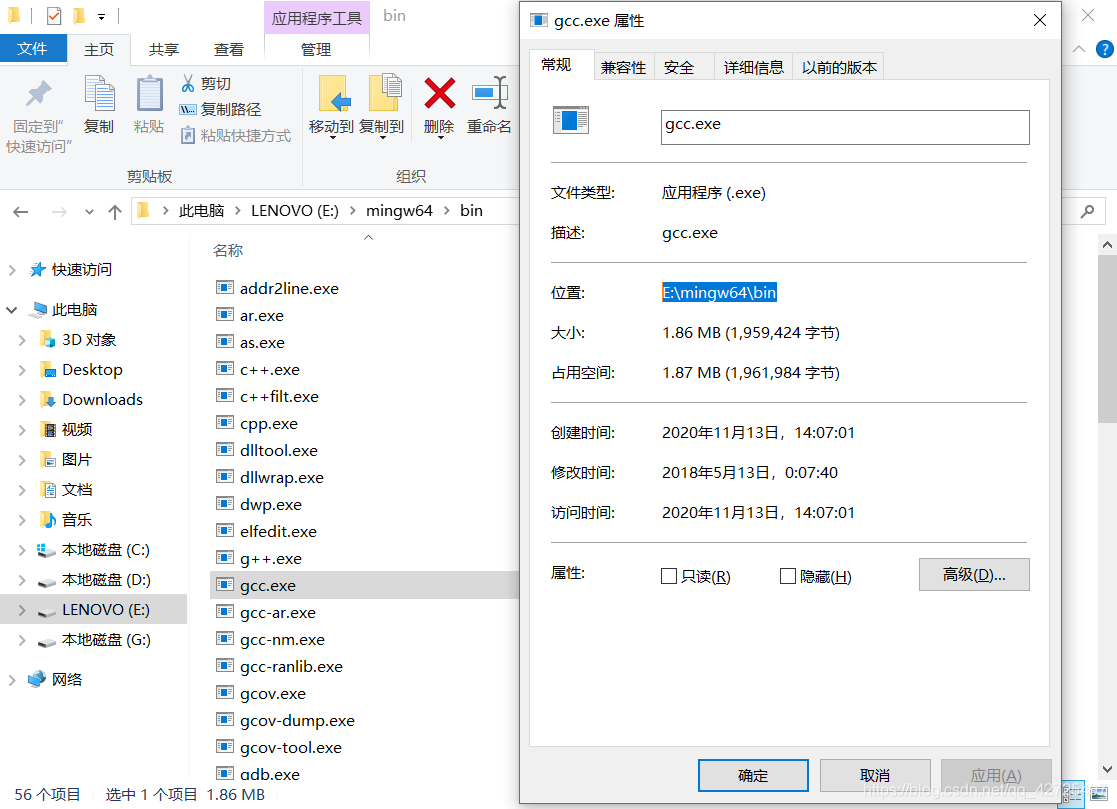 应用程序工具
bin
文件
主页
共享
查看
管理
固定到"
快速访问"
复制
粘贴
剪切
复制路径
粘贴快捷方式
剪贴板
移动到
复制到
删除
重命名
组织
此电脑
LENOVO (E:)
mingw64
bin
快速访问
此电脑
3D 对象
Desktop
Downloads
视频
图片
文档
音乐
本地磁盘 (C:)
本地磁盘 (D:)
LENOVO (E:)
本地磁盘 (G:)
网络
名称
addr2line.exe
ar.exe
as.exe
c++.exe
c++filt.exe
cpp.exe
dlltool.exe
dllwrap.exe
dwp.exe
elfedit.exe
g++.exe
gcc.exe
gcc-ar.exe
gcc-nm.exe
gcc-ranlib.exe
gcov.exe
gcov-dump.exe
gcov-tool.exe
gdb.exe
56 个项目
选中 1 个项目 1.86 MB
gcc.exe 属性
常规
兼容性
安全
详细信息
以前的版本
gcc.exe
文件类型: 应用程序 (.exe)
描述: gcc.exe
位置: E:\mingw64\bin
大小: 1.86 MB (1,959,424 字节)
占用空间: 1.87 MB (1,961,984 字节)
创建时间: 2020年11月13日，14:07:01
修改时间: 2018年5月13日，0:07:40
访问时间: 2020年11月13日，14:07:01
属性: 只读(R) 隐藏(H) 高级(D)...
确定
取消
应用(A)